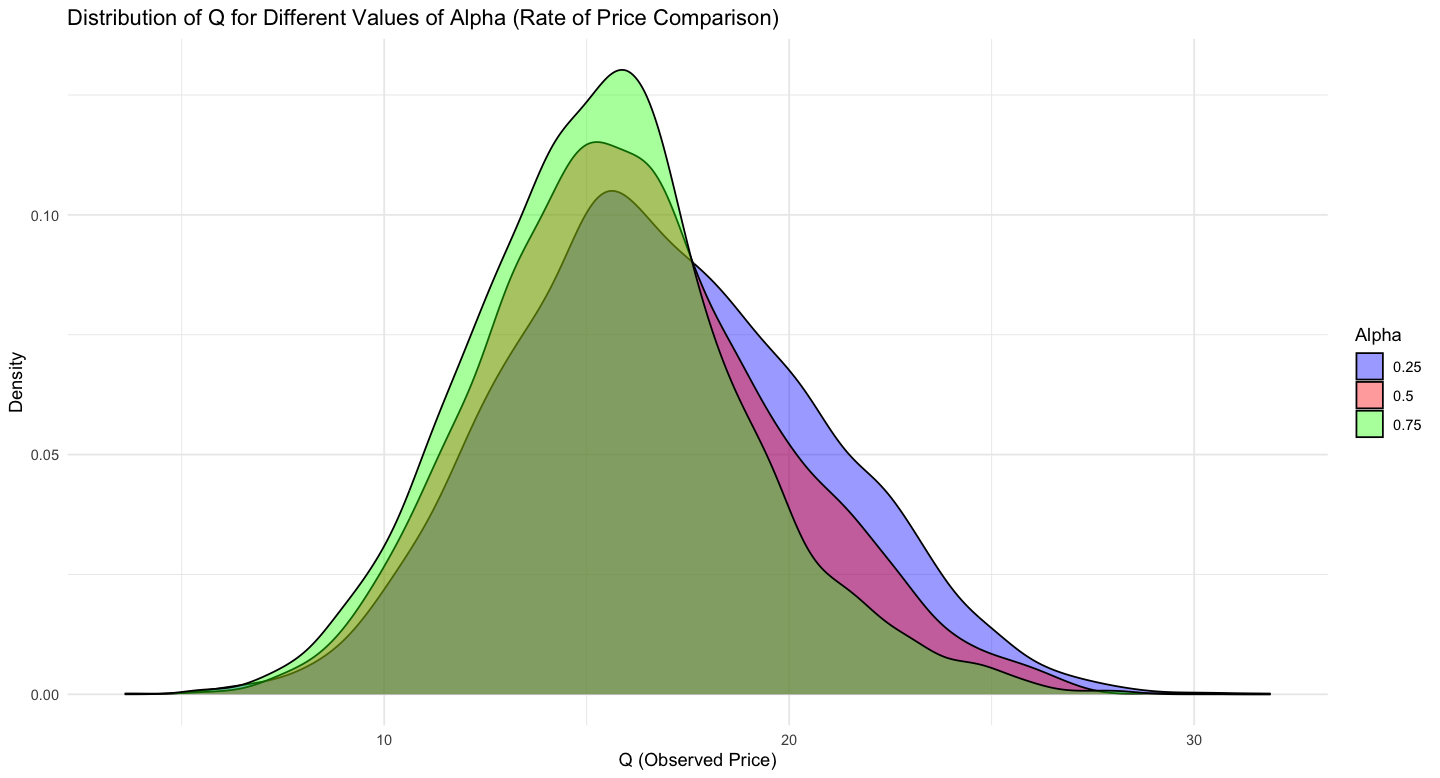 Distribution of Q for Different Values of Alpha (Rate of Price Comparison)
Density
0.10
0.05
0.00
10
20
30
Q (Observed Price)
Alpha
0.25
0.5
0.75